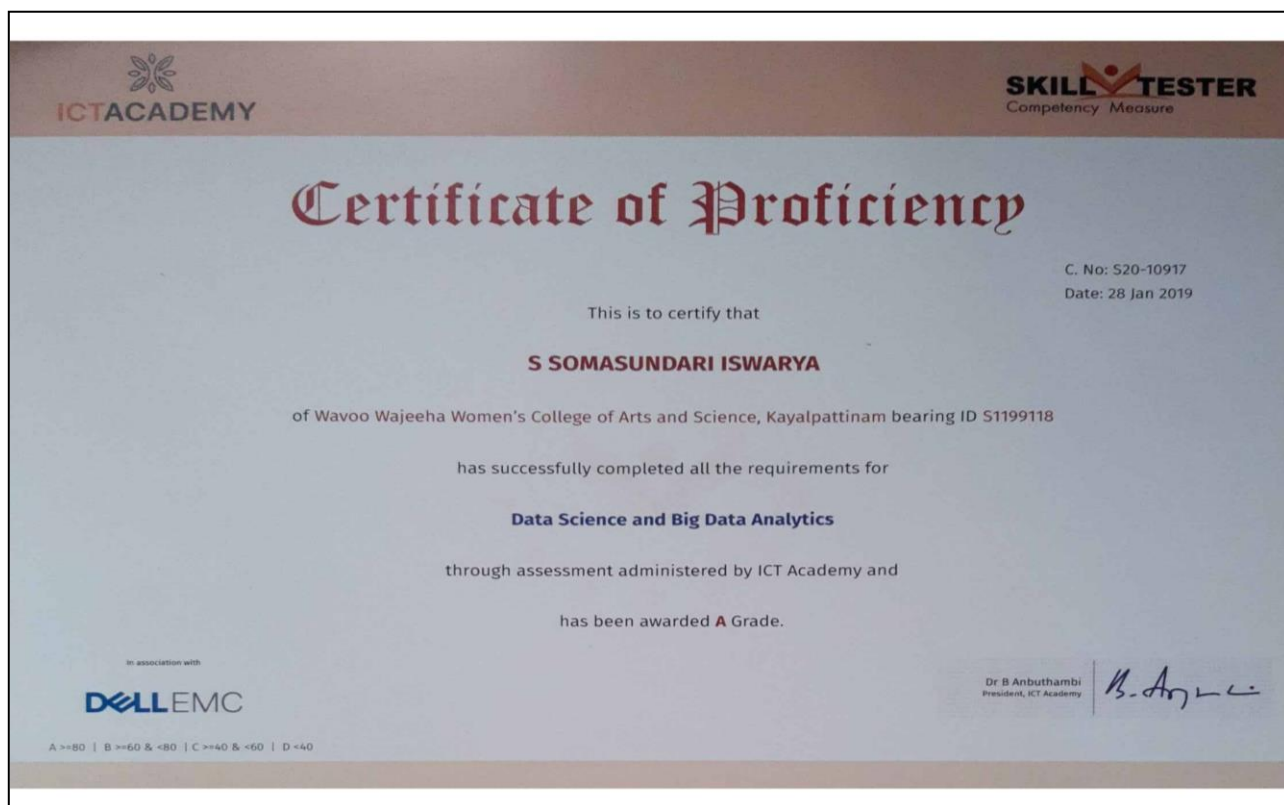 ICTACADEMY
SKILL TESTER
Competency Measure
Certificate of Proficiency
C. No: S20-10917
Date: 28 Jan 2019
This is to certify that
S SOMASUNDARI ISWARYA
of Wavoo Wajeeha Women's College of Arts and Science, Kayalpattinam bearing ID S1199118
has successfully completed all the requirements for
Data Science and Big Data Analytics
through assessment administered by ICT Academy and
has been awarded A Grade.
In association with
DELLEMC
Dr B Anbuthambi
President, ICT Academy
A >=80 | B >=60 & <80 | C >=40 & <60 | D <40